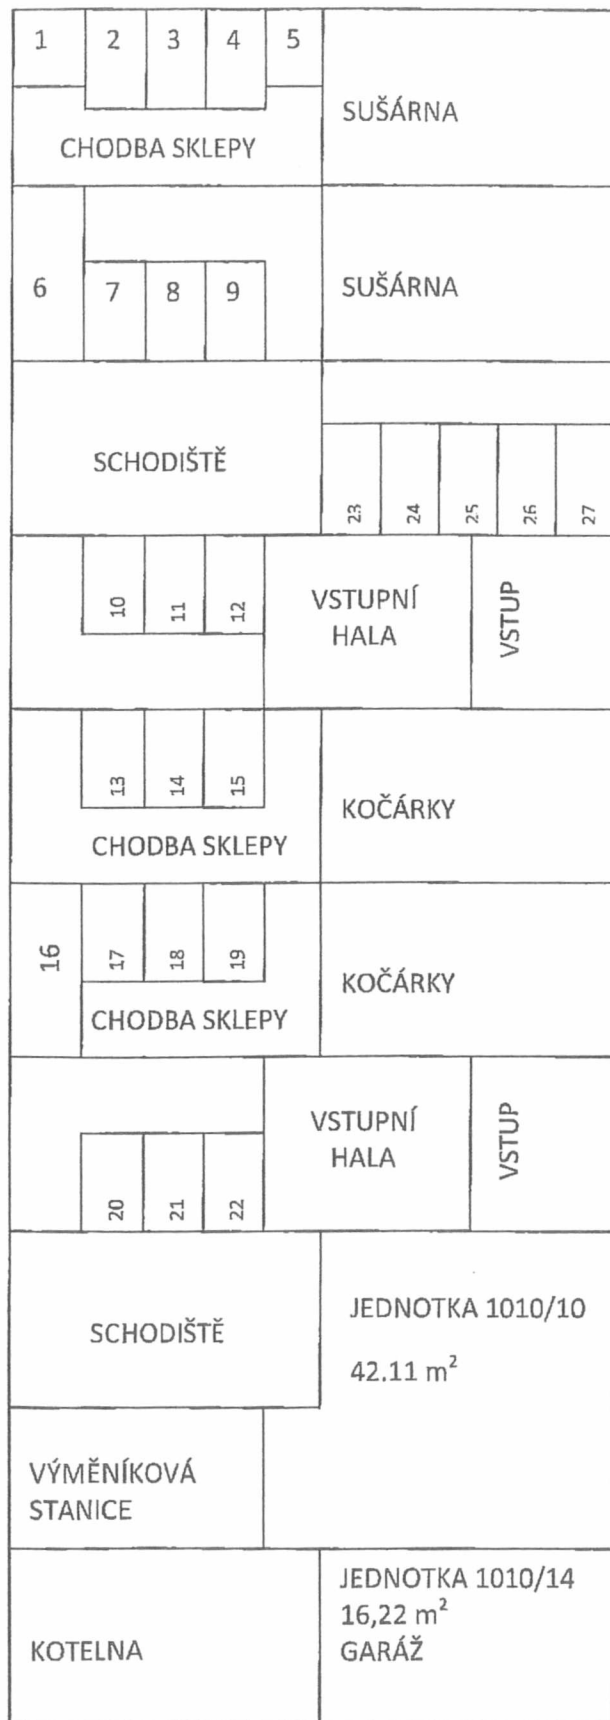 1 2 3 4 5
SUŠÁRNA
CHODBA SKLEPY
6 7 8 9
SUŠÁRNA
SCHODIŠTĚ
23 24 25 26 27
10 11 12
VSTUPNÍ
HALA
VSTUP
13 14 15
KOČÁRKY
CHODBA SKLEPY
16 17 18 19
KOČÁRKY
CHODBA SKLEPY
VSTUPNÍ
HALA
VSTUP
20 21 22
SCHODIŠTĚ
JEDNOTKA 1010/10
42.11 m²
VÝMĚNÍKOVÁ
STANICE
KOTELNA
JEDNOTKA 1010/14
16,22 m²
GARÁŽ